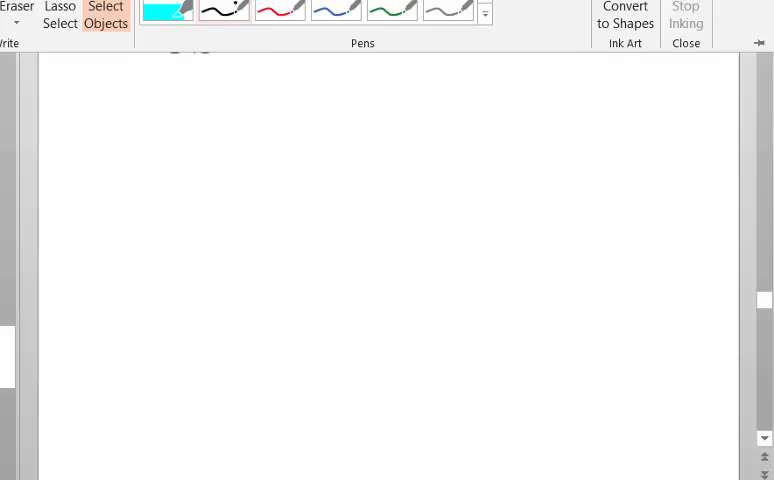 Eraser Lasso Select Convert Stop
Select Objects to Shapes Inking
Write Pens Ink Art Close